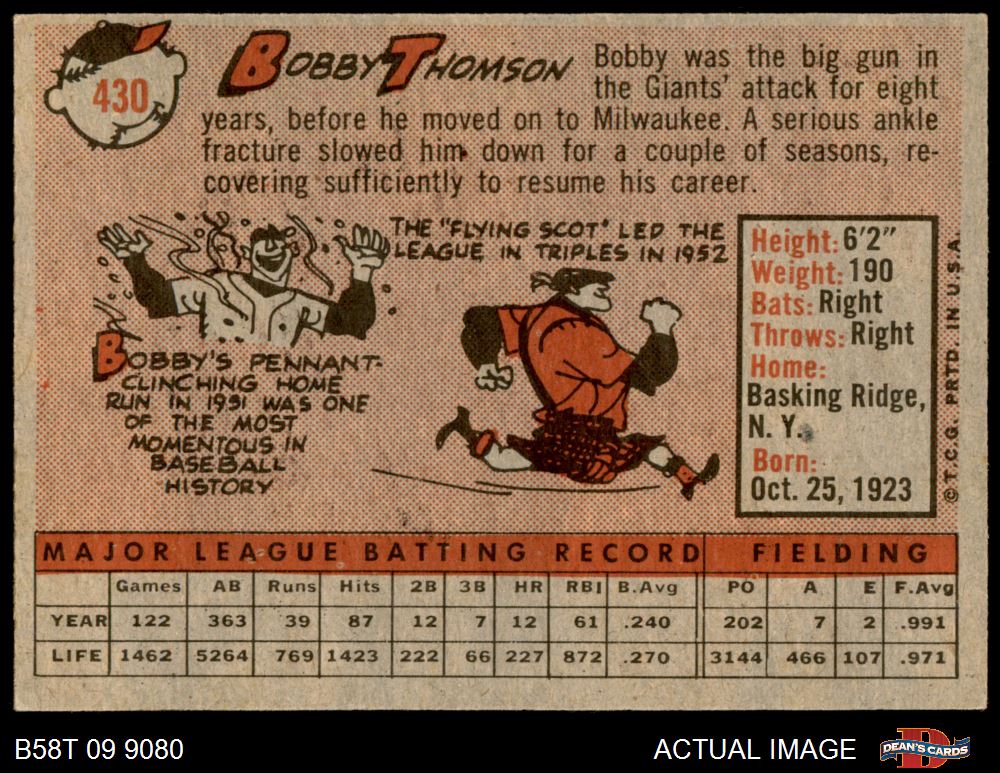 430
BOBBY THOMSON
Bobby was the big gun in
the Giants' attack for eight
years, before he moved on to Milwaukee. A serious ankle
fracture slowed him down for a couple of seasons, re-
covering sufficiently to resume his career.
THE "FLYING SCOT" LED THE
LEAGUE IN TRIPLES IN 1952
BOBBY'S PENNANT-
CLINCHING HOME
RUN IN 1951 WAS ONE
OF THE MOST
MOMENTOUS IN
BASEBALL
HISTORY
Height: 6'2"
Weight: 190
Bats: Right
Throws: Right
Home:
Basking Ridge,
N. Y.
Born:
Oct. 25, 1923
© T.C.G. PRTD. IN U.S.A.
MAJOR LEAGUE BATTING RECORD FIELDING
Games AB Runs Hits 2B 3B HR RBI B.Avg PO A E F.Avg
YEAR 122 363 39 87 12 7 12 61 .240 202 7 2 .991
LIFE 1462 5264 769 1423 222 66 227 872 .270 3144 466 107 .971
B58T 09 9080 ACTUAL IMAGE DEAN'S CARDS